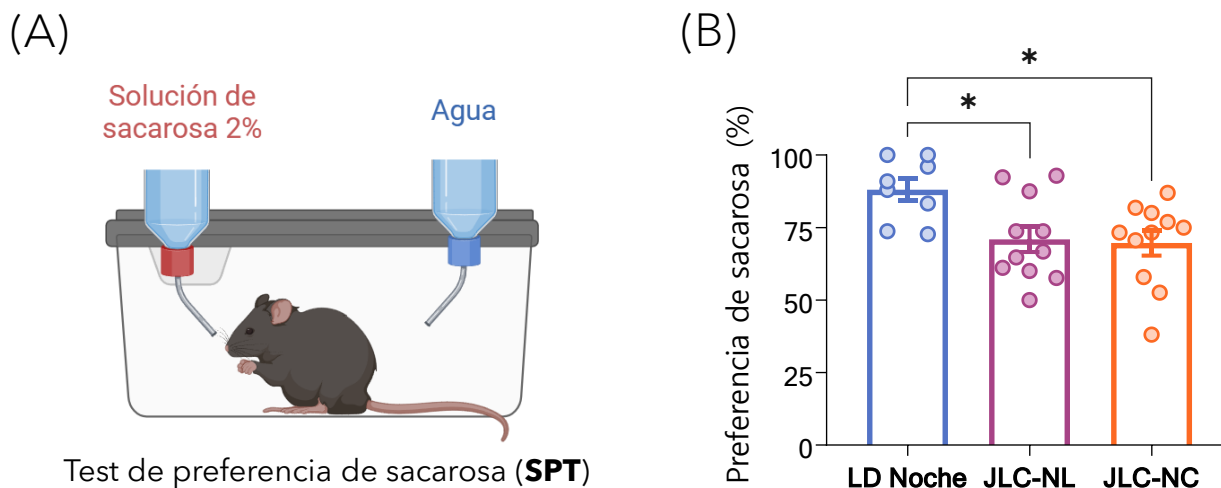 (A)
Solución de
sacarosa 2%
Agua
Test de preferencia de sacarosa (SPT)
(B)
Preferencia de sacarosa (%)
*
*
100
75
50
25
0
LD Noche JLC-NL JLC-NC